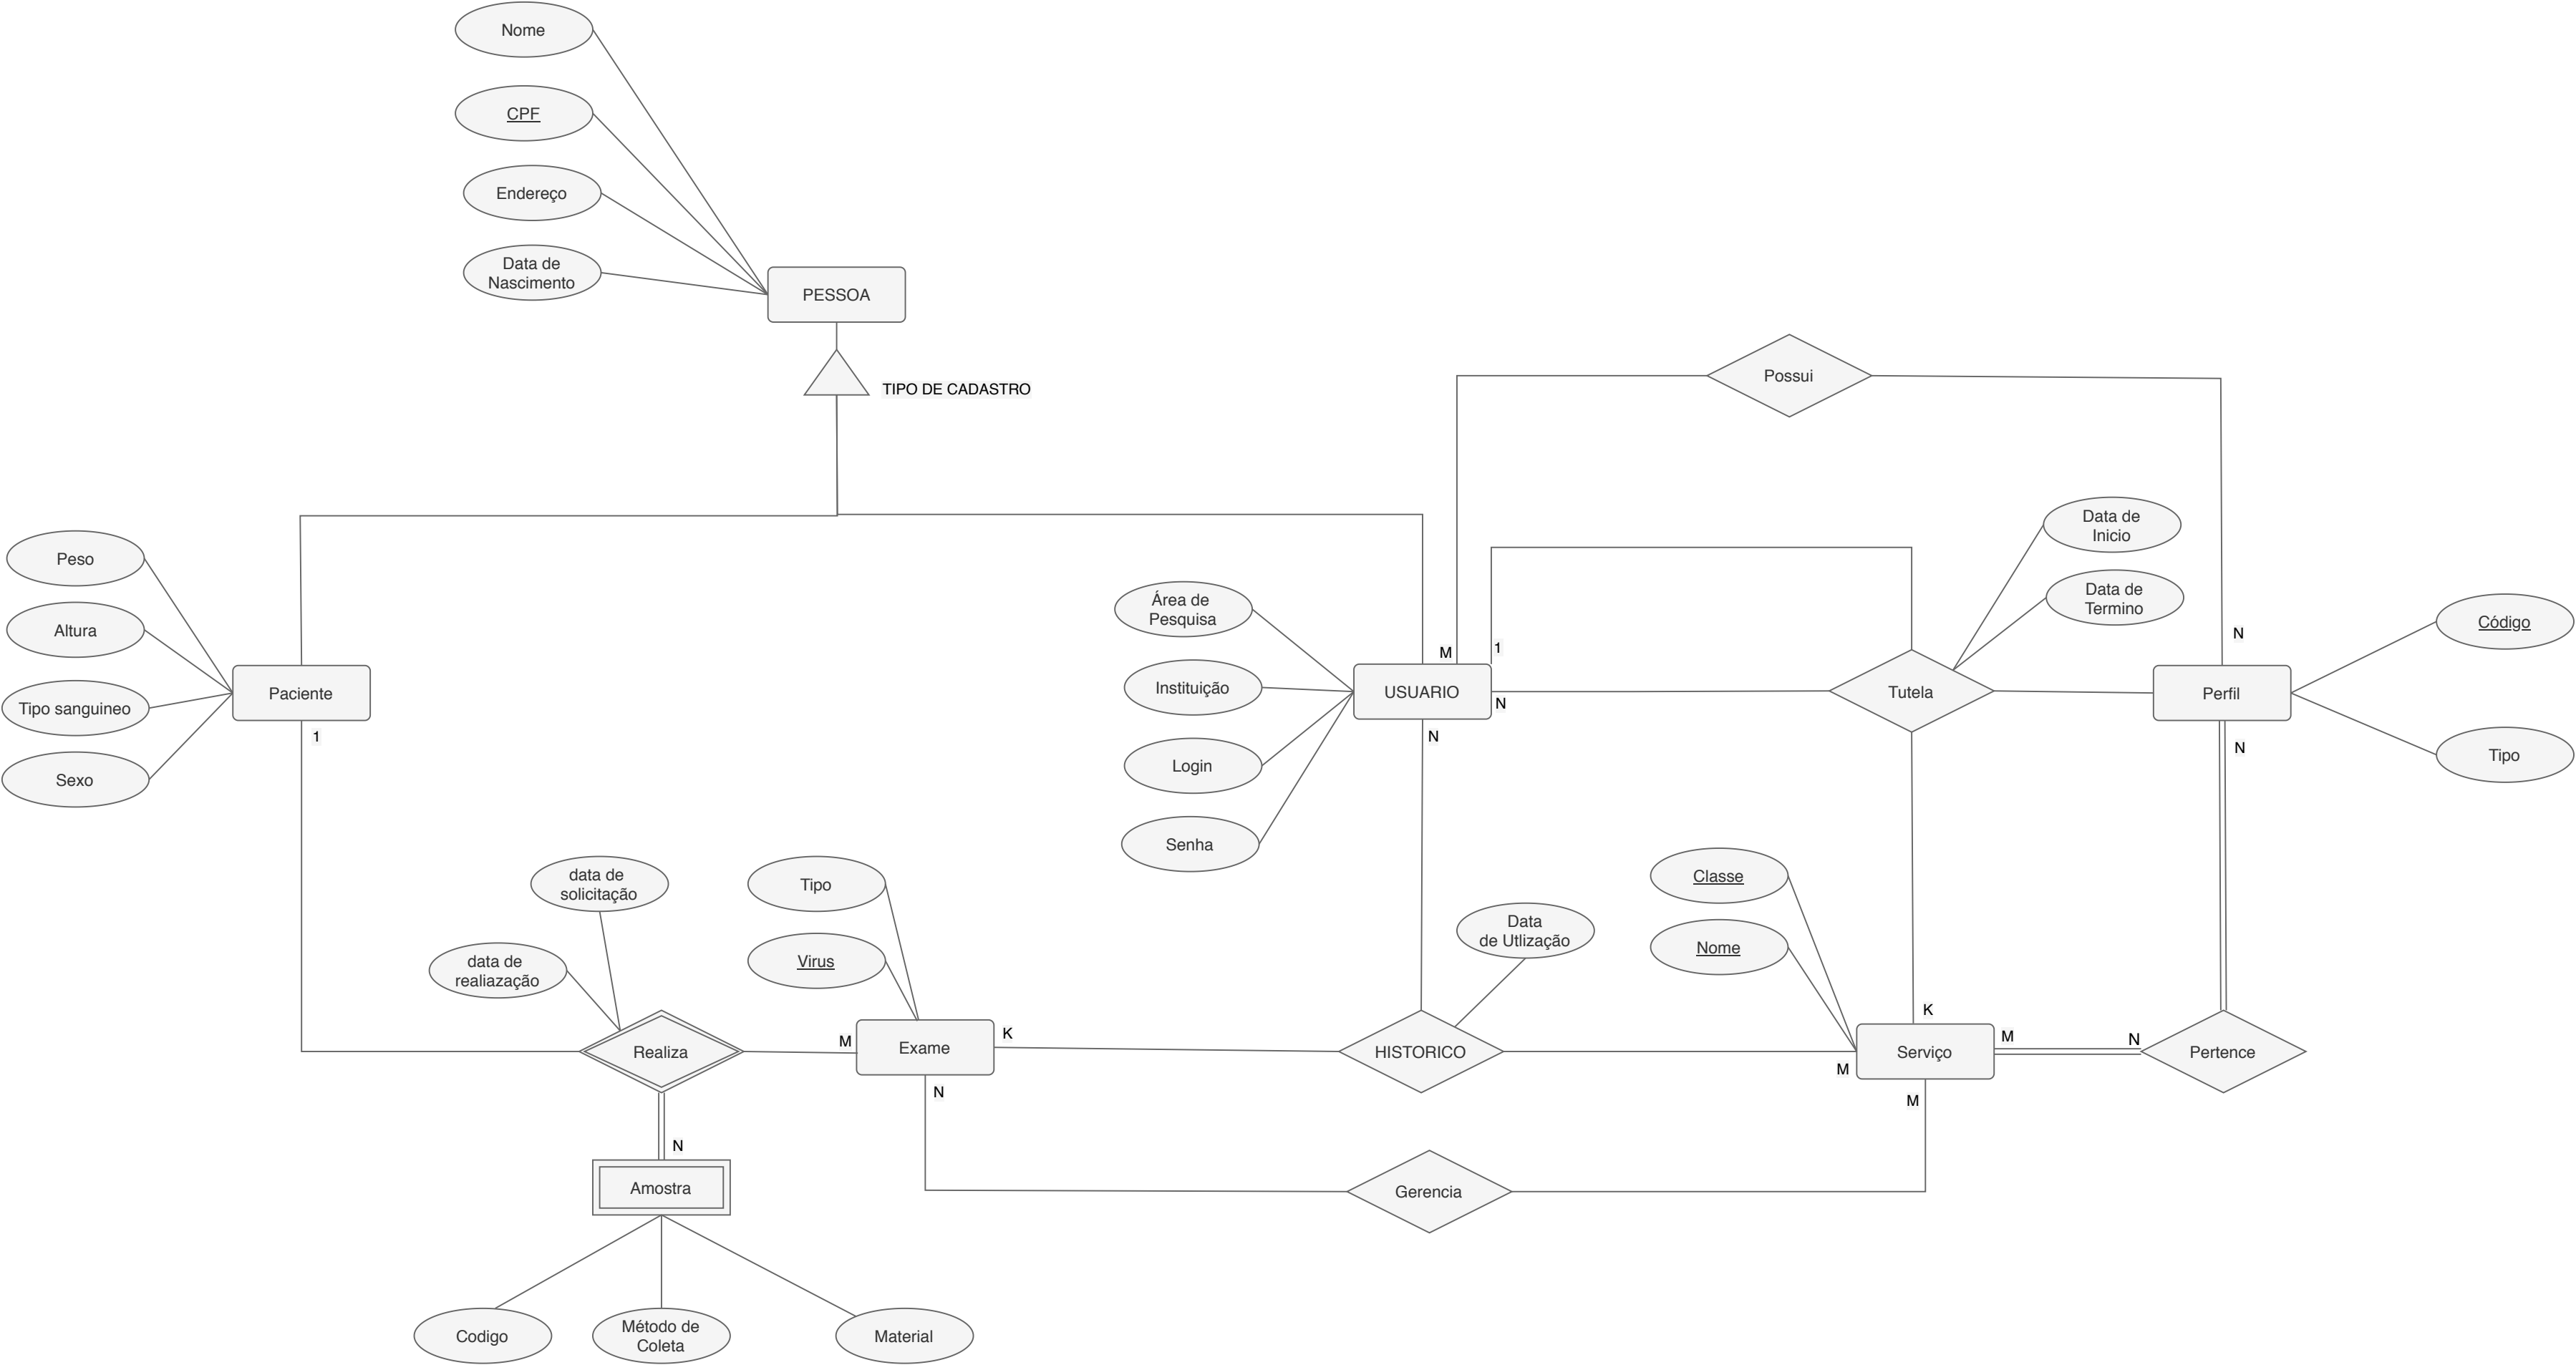 Nome
CPF
Endereço
Data de
Nascimento
PESSOA
TIPO DE CADASTRO
Possui
Peso
Altura
Tipo sanguineo
Sexo
Paciente
1
Área de
Pesquisa
Instituição
Login
Senha
M
1
USUARIO
N
N
Tutela
Data de
Inicio
Data de
Termino
N
Perfil
N
Código
Tipo
data de
solicitação
data de
realiazação
Realiza
Tipo
Virus
M
Exame
K
N
Data
de Utlização
HISTORICO
Classe
Nome
K
M
Serviço
M
N
M
Pertence
N
Amostra
Gerencia
Codigo
Método de
Coleta
Material